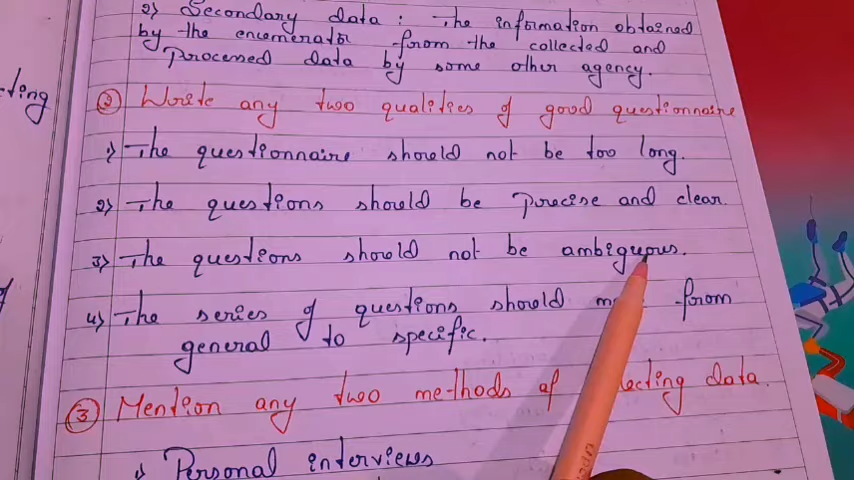 ting
2) Secondary data : The information obtained
by the enumerator from the collected and
Processed data by some other agency.
② Write any two qualities of good questionnaire
1) The questionnaire should not be too long.
2) The questions should be Precise and clear.
3) The questions should not be ambiguous.
4) The series of questions should from
general to specific.
③ Mention any two methods of data.
1) Personal interviews